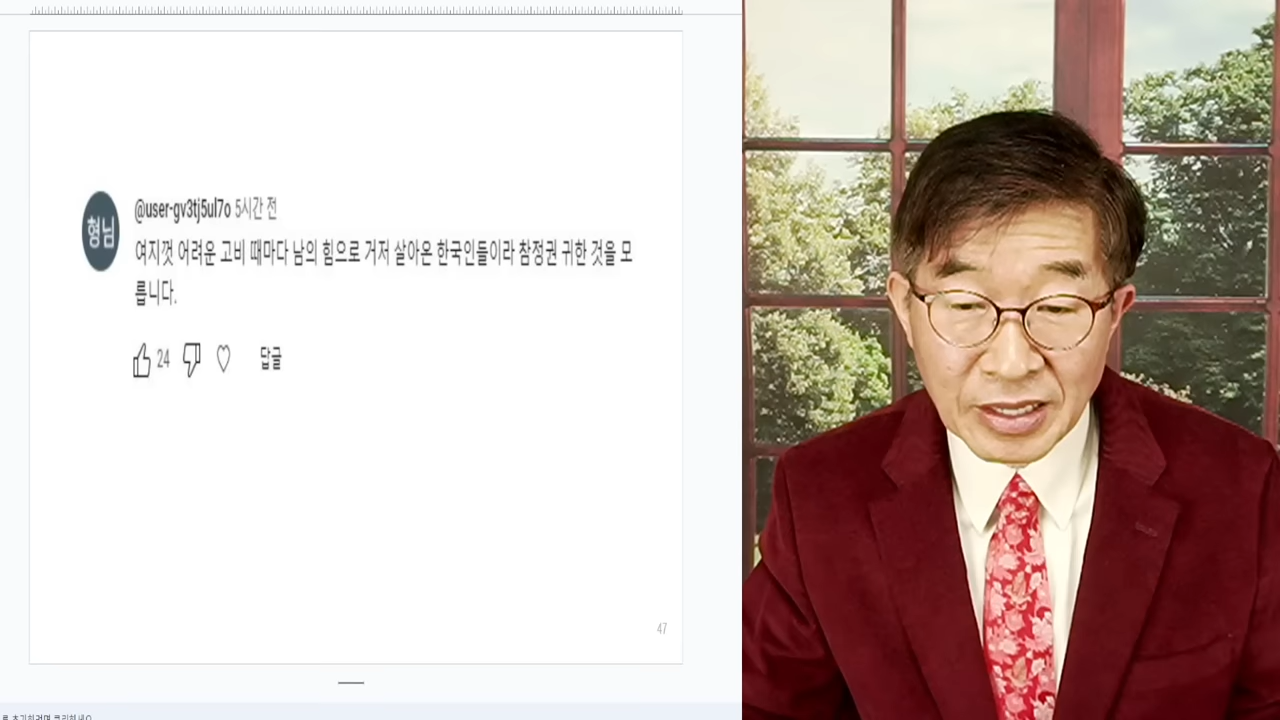 형님
@user-gv3tj5ul7o 5시간 전
여지껏 어려운 고비 때마다 남의 힘으로 거저 살아온 한국인들이라 참정권 귀한 것을 모
릅니다.
24 답글
47